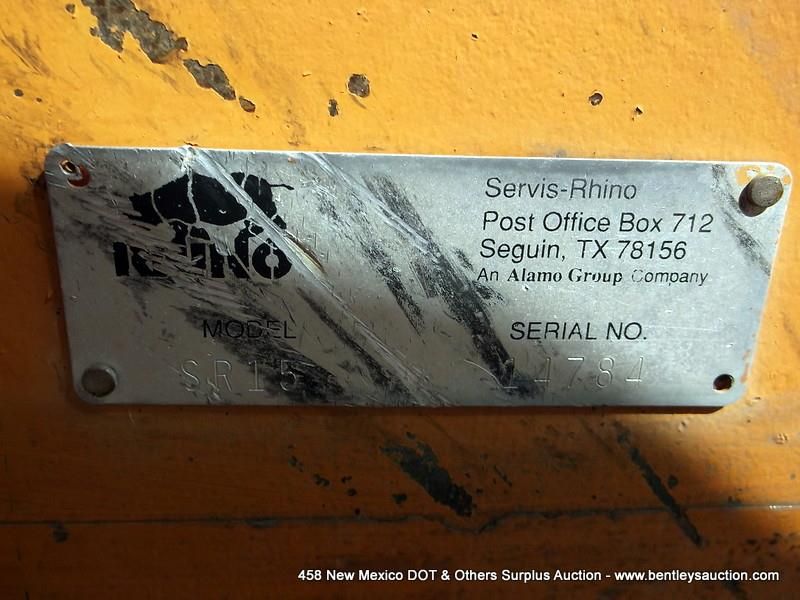 RHINO
Servis-Rhino
Post Office Box 712
Seguin, TX 78156
An Alamo Group Company
MODEL
SERIAL NO.
SR15
14784
458 New Mexico DOT & Others Surplus Auction - www.bentleysauction.com